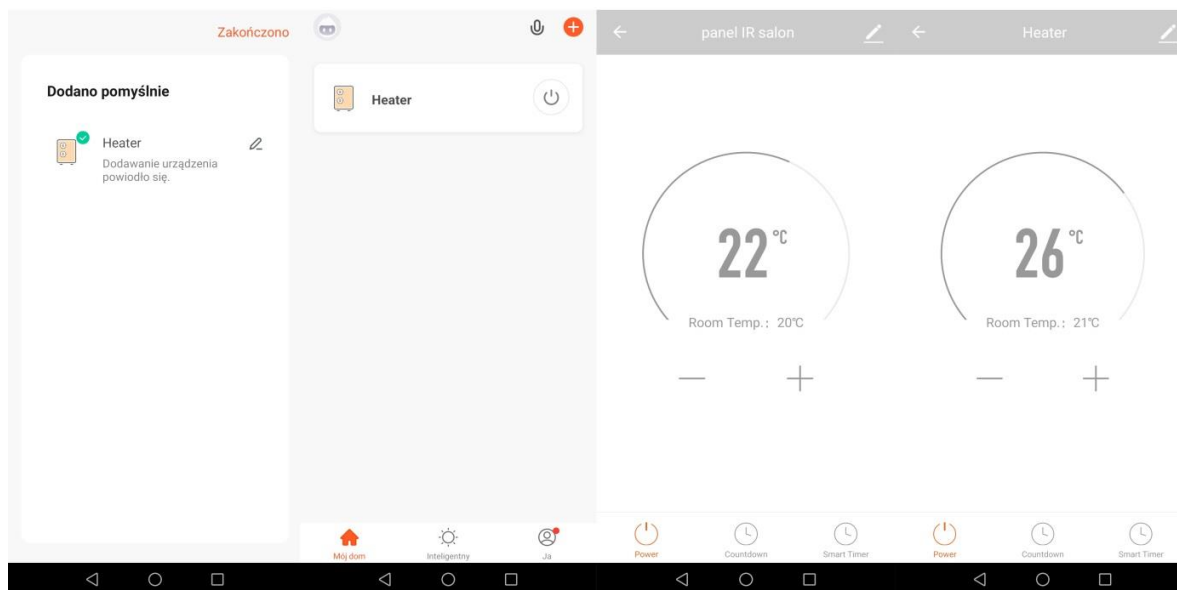 Zakończono
Dodano pomyślnie
Heater
Dodawanie urządzenia
powiodło się.
Heater
Mój dom
Inteligentny
Ja
panel IR salon
22 °C
Room Temp.: 20°C
Power
Countdown
Smart Timer
Heater
26 °C
Room Temp.: 21°C
Power
Countdown
Smart Timer